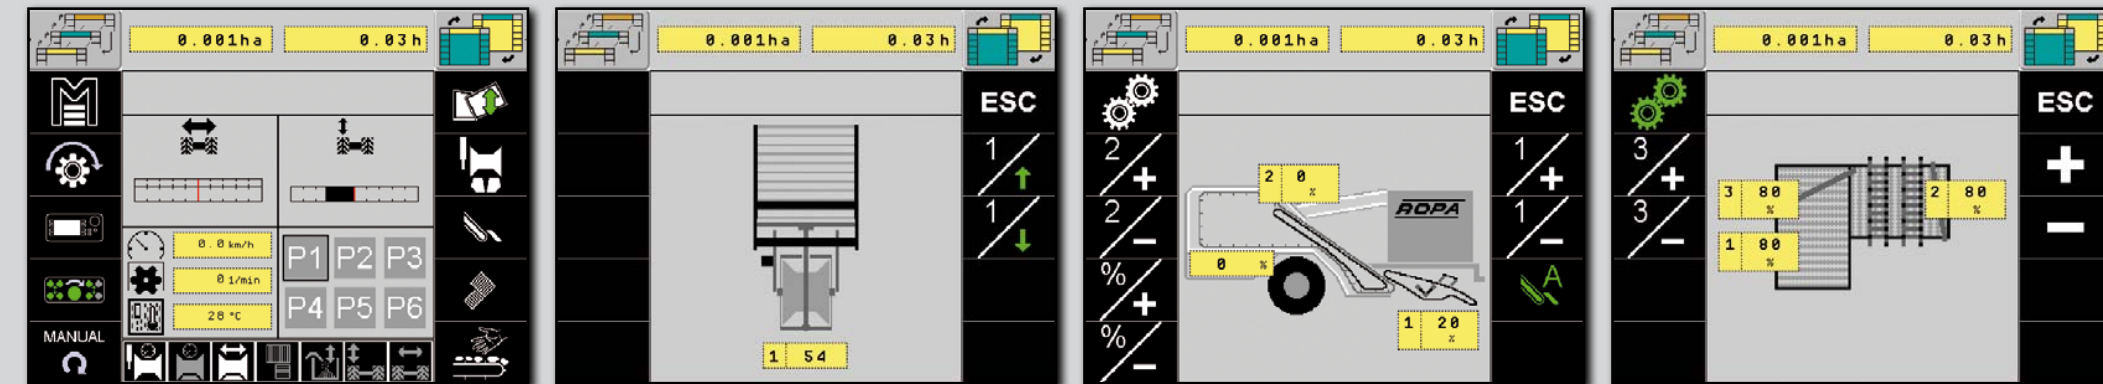 0.001ha 0.03h
0.0 km/h
0 1/min
28 °C
P1 P2 P3
P4 P5 P6
MANUAL
0.001ha 0.03h
ESC
1/
1/
1 54
0.001ha 0.03h
ESC
2/+
1/+
2/-
1/-
%/+
A
%/-
2 0 %
ROPA
0 %
1 20 %
0.001ha 0.03h
ESC
3/+
+
3/-
-
3 80 %
2 80 %
1 80 %